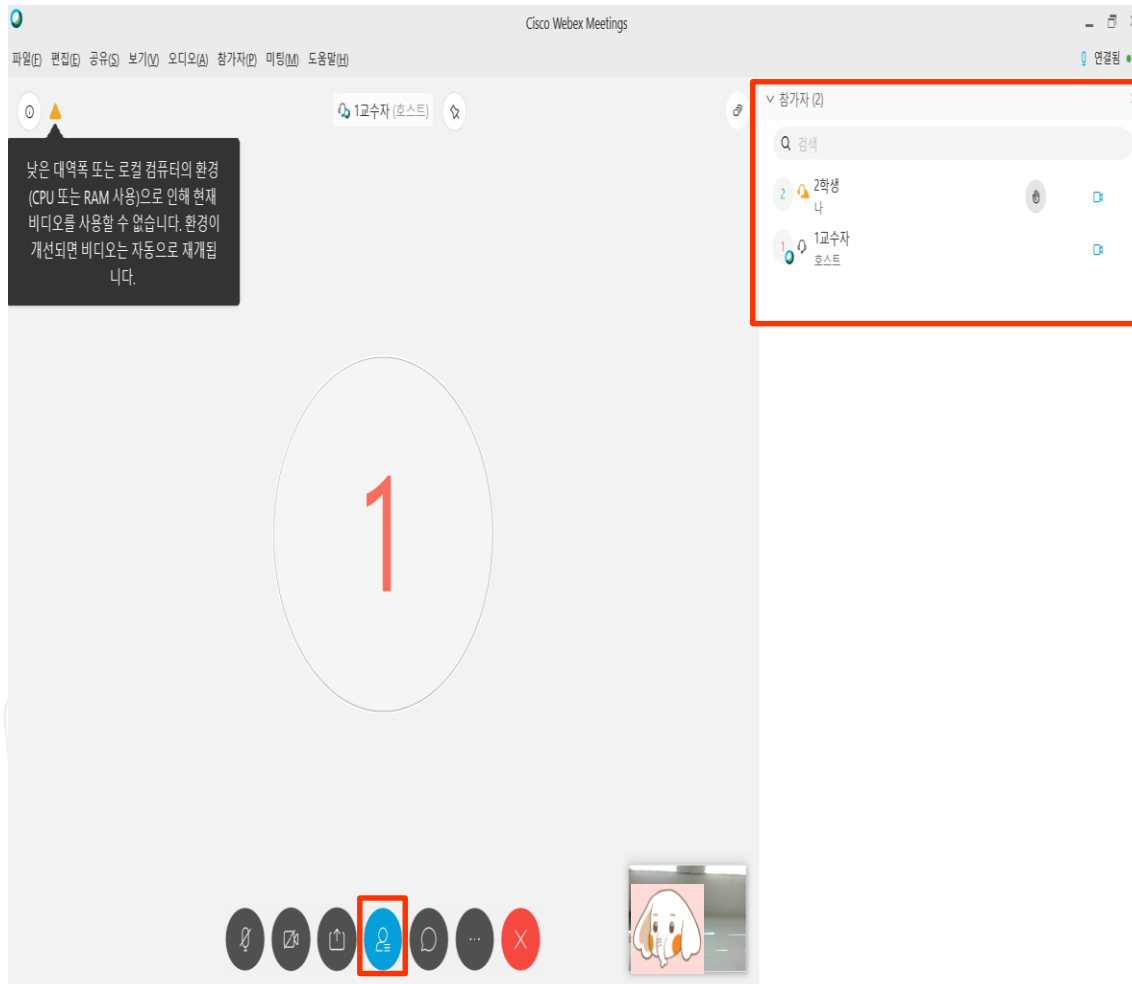 Cisco Webex Meetings
파일(F) 편집(E) 공유(S) 보기(V) 오디오(A) 참가자(P) 미팅(M) 도움말(H)
연결됨
1교수자 (호스트)
낮은 대역폭 또는 로컬 컴퓨터의 환경
(CPU 또는 RAM 사용)으로 인해 현재
비디오를 사용할 수 없습니다. 환경이
개선되면 비디오는 자동으로 재개됩
니다.
참가자 (2)
검색
2
2학생
나
1
1교수자
호스트
1